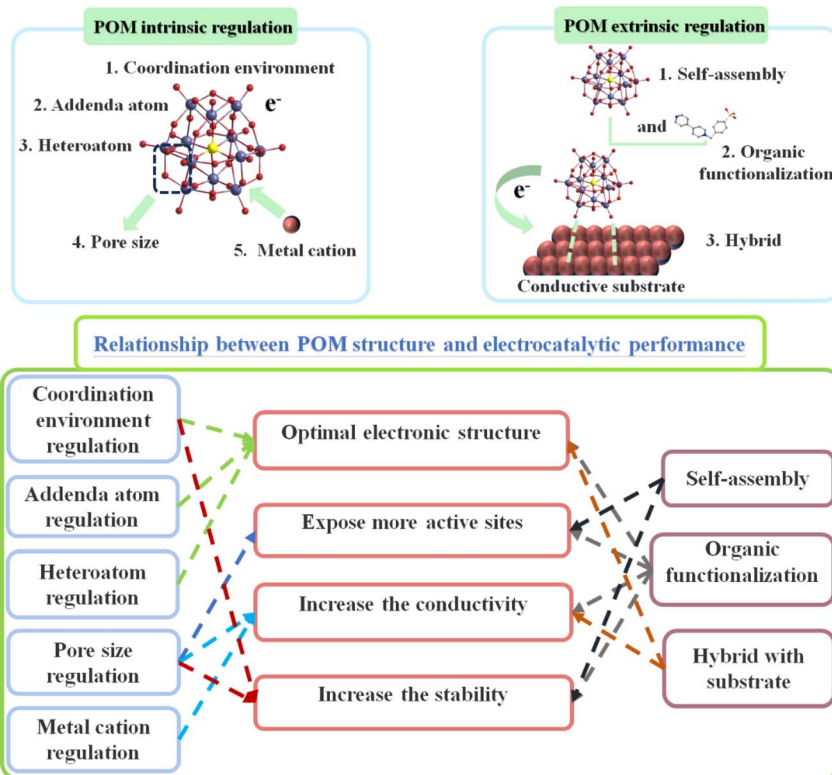 POM intrinsic regulation
1. Coordination environment
2. Addenda atom
e-
3. Heteroatom
4. Pore size
5. Metal cation
POM extrinsic regulation
1. Self-assembly
and
2. Organic
functionalization
e-
3. Hybrid
Conductive substrate
Relationship between POM structure and electrocatalytic performance
Coordination
environment
regulation
Addenda atom
regulation
Heteroatom
regulation
Pore size
regulation
Metal cation
regulation
Optimal electronic structure
Expose more active sites
Increase the conductivity
Increase the stability
Self-assembly
Organic
functionalization
Hybrid with
substrate